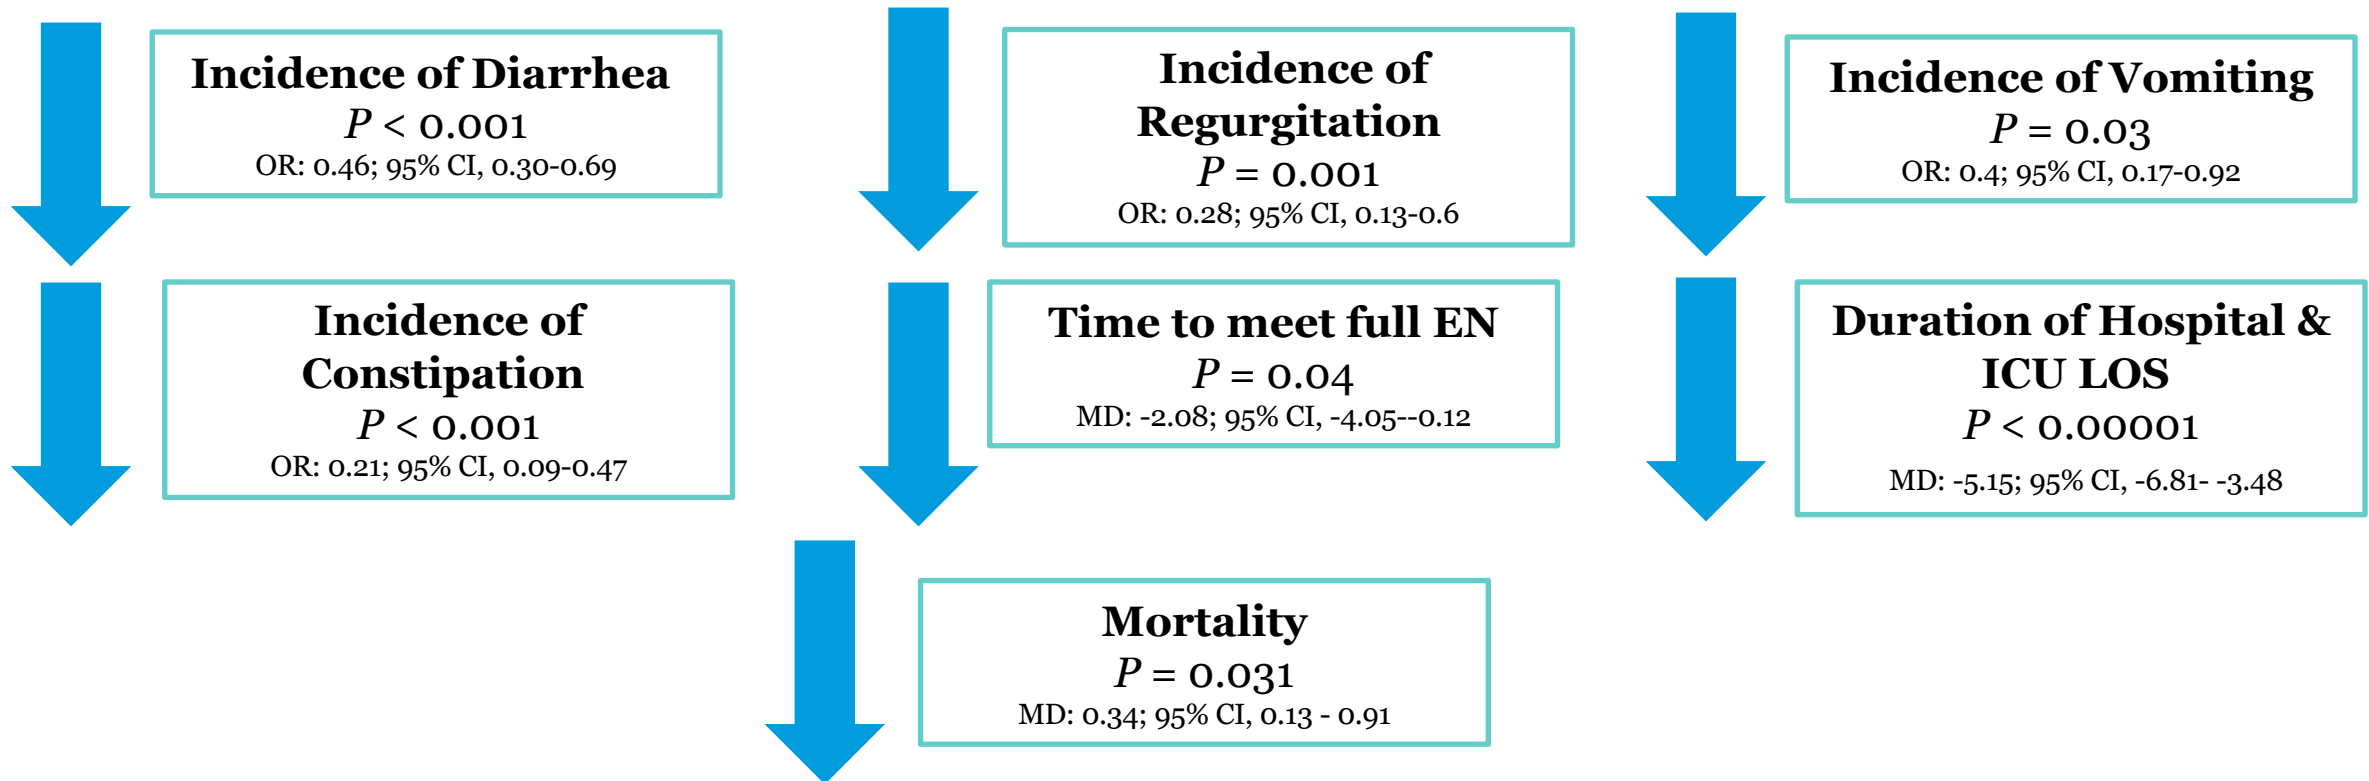 Incidence of Diarrhea
P < 0.001
OR: 0.46; 95% CI, 0.30-0.69
Incidence of
Regurgitation
P = 0.001
OR: 0.28; 95% CI, 0.13-0.6
Incidence of Vomiting
P = 0.03
OR: 0.4; 95% CI, 0.17-0.92
Incidence of
Constipation
P < 0.001
OR: 0.21; 95% CI, 0.09-0.47
Time to meet full EN
P = 0.04
MD: -2.08; 95% CI, -4.05--0.12
Duration of Hospital &
ICU LOS
P < 0.00001
MD: -5.15; 95% CI, -6.81- -3.48
Mortality
P = 0.031
MD: 0.34; 95% CI, 0.13 - 0.91